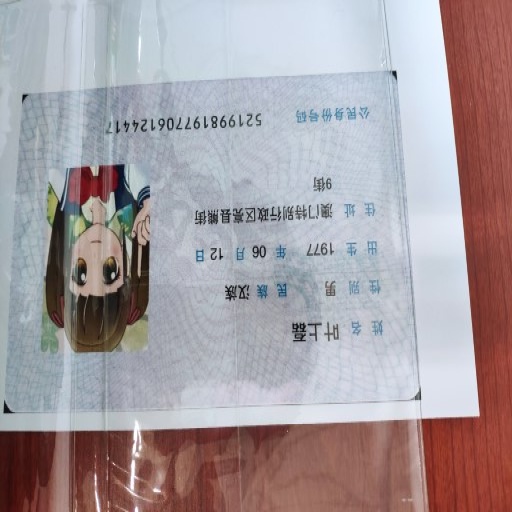 姓名 叶上磊
性别 男 民族 汉族
出生 1977 年 06 月 12 日
住址 澳门特别行政区亮县熊街
9街
公民身份号码 521998197706124417